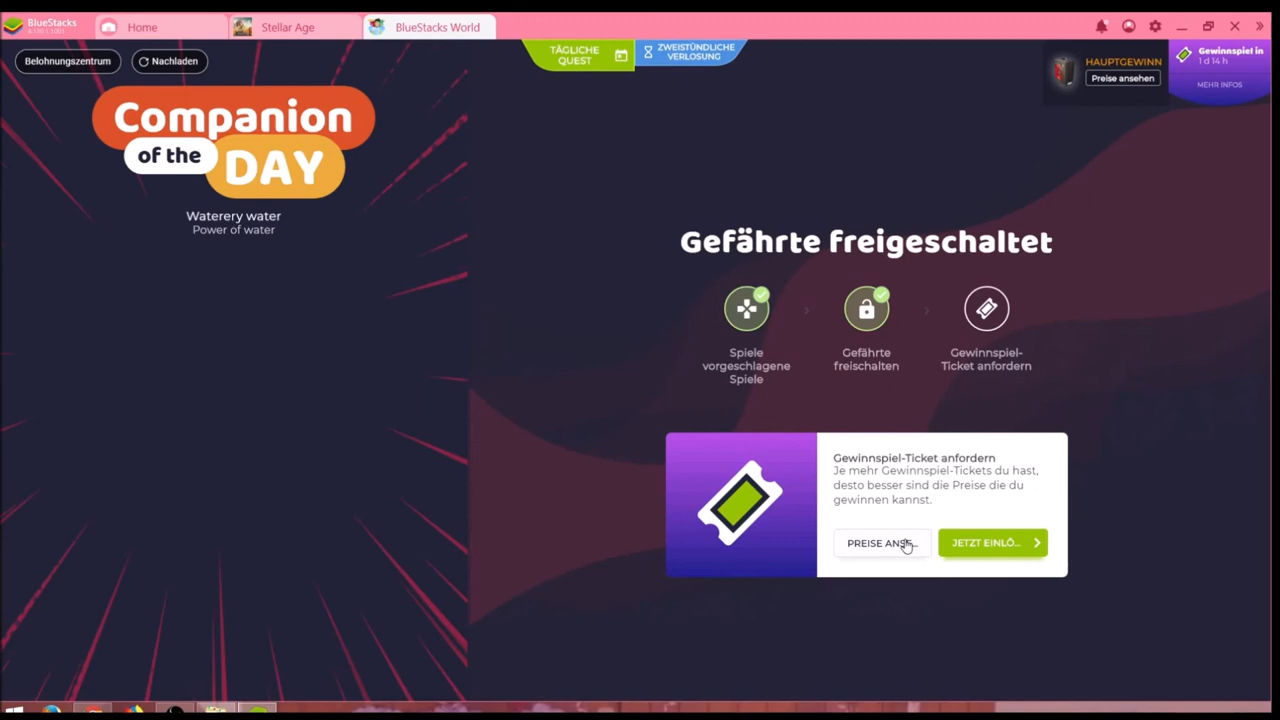 BlueStacks
Home
Stellar Age
BlueStacks World
Belohnungszentrum
Nachladen
TÄGLICHE
QUEST
ZWEISTÜNDLICHE
VERLOSUNG
HAUPTGEWINN
Preise ansehen
Gewinnspiel in
1 d 14 h
MEHR INFOS
Companion
of the
DAY
Waterery water
Power of water
Gefährte freigeschaltet
Spiele
vorgeschlagene
Spiele
Gefährte
freischalten
Gewinnspiel-
Ticket anfordern
Gewinnspiel-Ticket anfordern
Je mehr Gewinnspiel-Tickets du hast,
desto besser sind die Preise die du
gewinnen kannst.
PREISE ANSE...
JETZT EINLÖ...